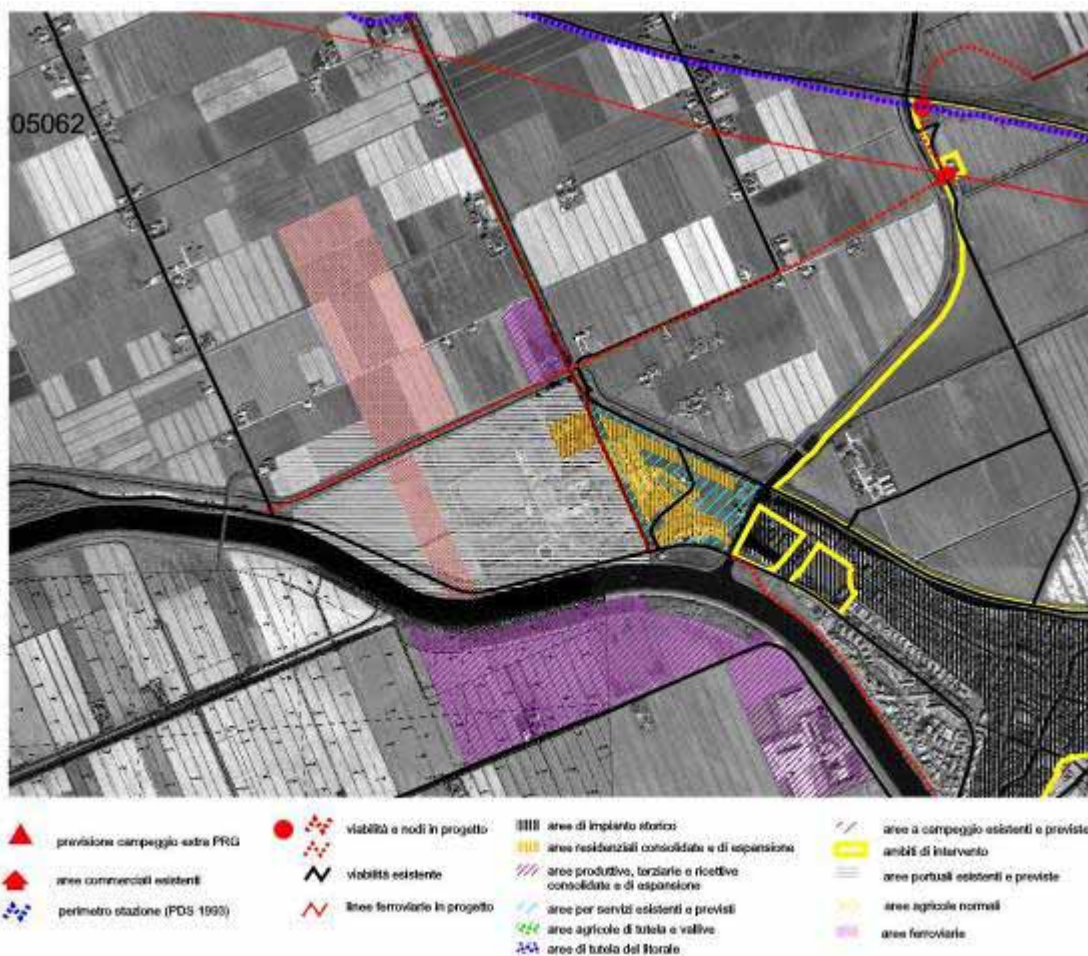 05062
previsione campeggio extra PRG
aree commerciali esistenti
perimetro stazione (PDS 1993)
viabilità e nodi in progetto
viabilità esistente
linee ferroviarie in progetto
aree di impianto storico
aree residenziali consolidate e di espansione
aree produttive, terziarie e ricettive
consolidate e di espansione
aree per servizi esistenti e previsti
aree agricole di tutela e vallive
aree di tutela del litorale
aree a campeggio esistenti e previste
ambiti di intervento
aree portuali esistenti e previste
aree agricole normali
aree ferroviarie